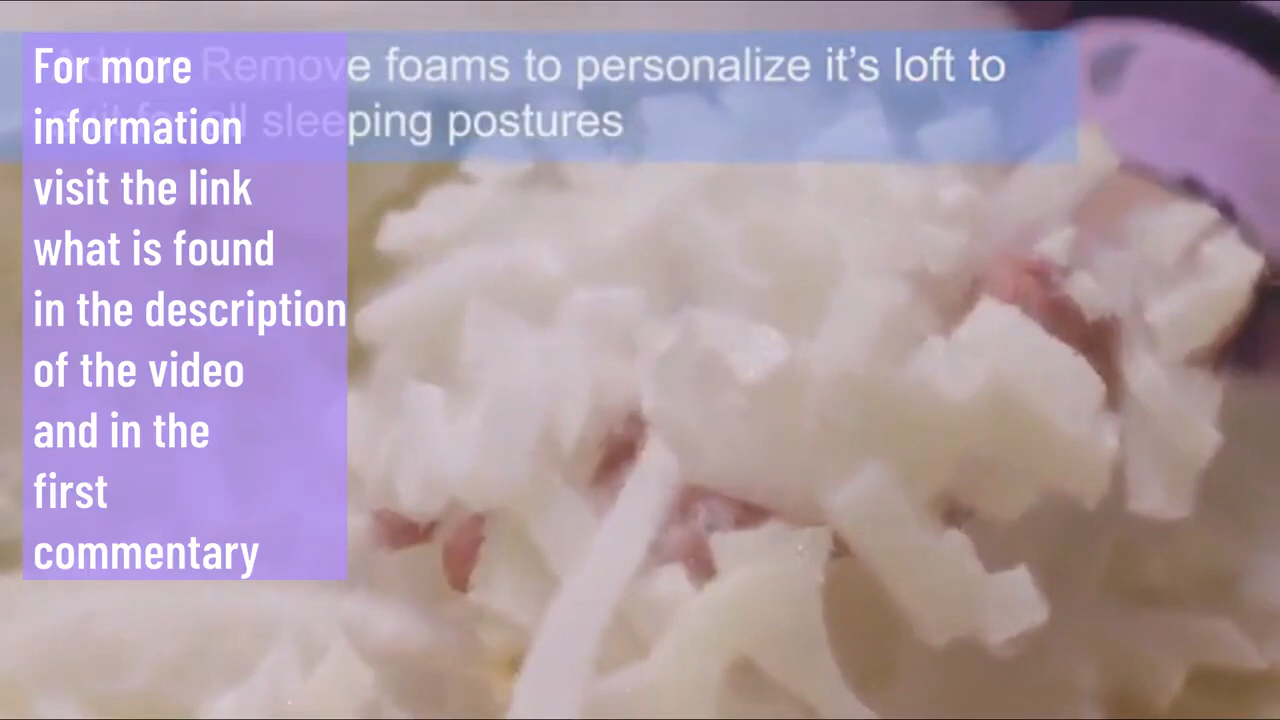 For more
information
visit the link
what is found
in the description
of the video
and in the
first
commentary
Remove foams to personalize it’s loft to
all sleeping postures